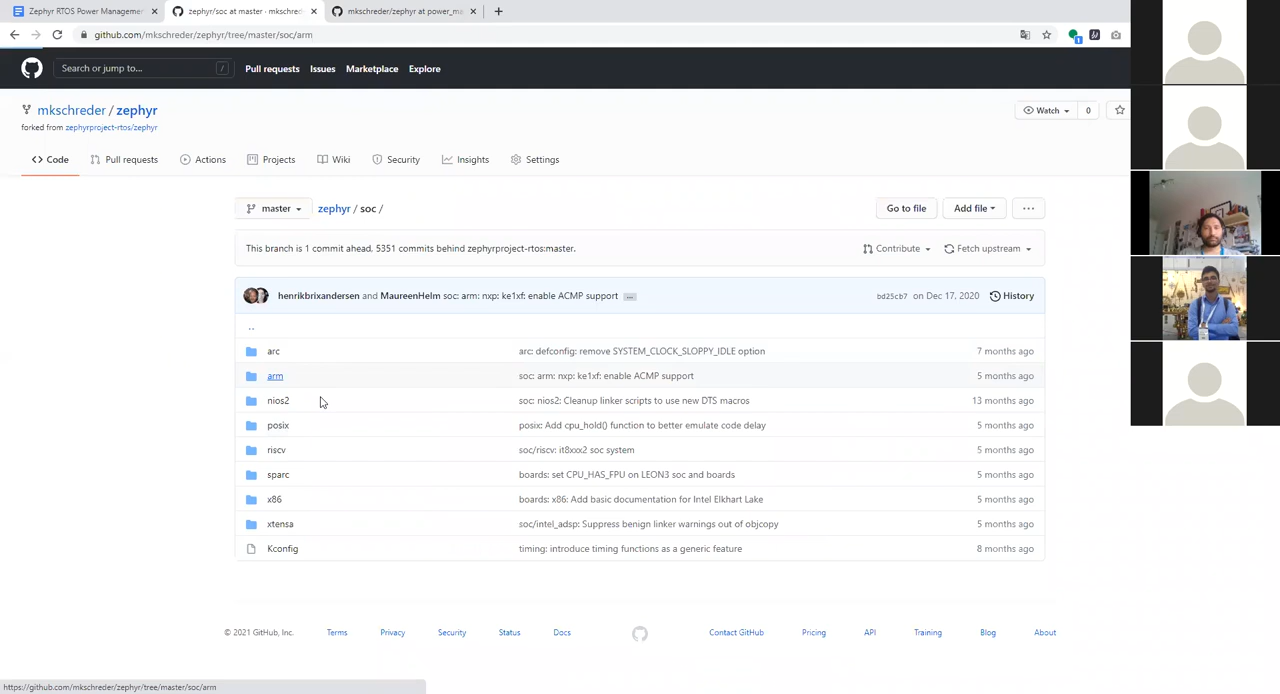 Zephyr RTOS Power Managemen
zephyr/soc at master · mkschrede
mkschreder/zephyr at power_ma
github.com/mkschreder/zephyr/tree/master/soc/arm
Search or jump to... /
Pull requests
Issues
Marketplace
Explore
mkschreder / zephyr
forked from zephyrproject-rtos/zephyr
Watch 0
Code
Pull requests
Actions
Projects
Wiki
Security
Insights
Settings
master
zephyr / soc /
Go to file
Add file
This branch is 1 commit ahead, 5351 commits behind zephyrproject-rtos:master.
Contribute
Fetch upstream
henrikbrixandersen and MaureenHelm soc: arm: nxp: ke1xf: enable ACMP support ...
bd25cb7 on Dec 17, 2020
History
..
arc arc: defconfig: remove SYSTEM_CLOCK_SLOPPY_IDLE option 7 months ago
arm soc: arm: nxp: ke1xf: enable ACMP support 5 months ago
nios2 soc: nios2: Cleanup linker scripts to use new DTS macros 13 months ago
posix posix: Add cpu_hold() function to better emulate code delay 5 months ago
riscv soc/riscv: it8xxx2 soc system 5 months ago
sparc boards: set CPU_HAS_FPU on LEON3 soc and boards 5 months ago
x86 boards: x86: Add basic documentation for Intel Elkhart Lake 5 months ago
xtensa soc/intel_adsp: Suppress benign linker warnings out of objcopy 5 months ago
Kconfig timing: introduce timing functions as a generic feature 8 months ago
© 2021 GitHub, Inc.
Terms
Privacy
Security
Status
Docs
Contact GitHub
Pricing
API
Training
Blog
About
https://github.com/mkschreder/zephyr/tree/master/soc/arm